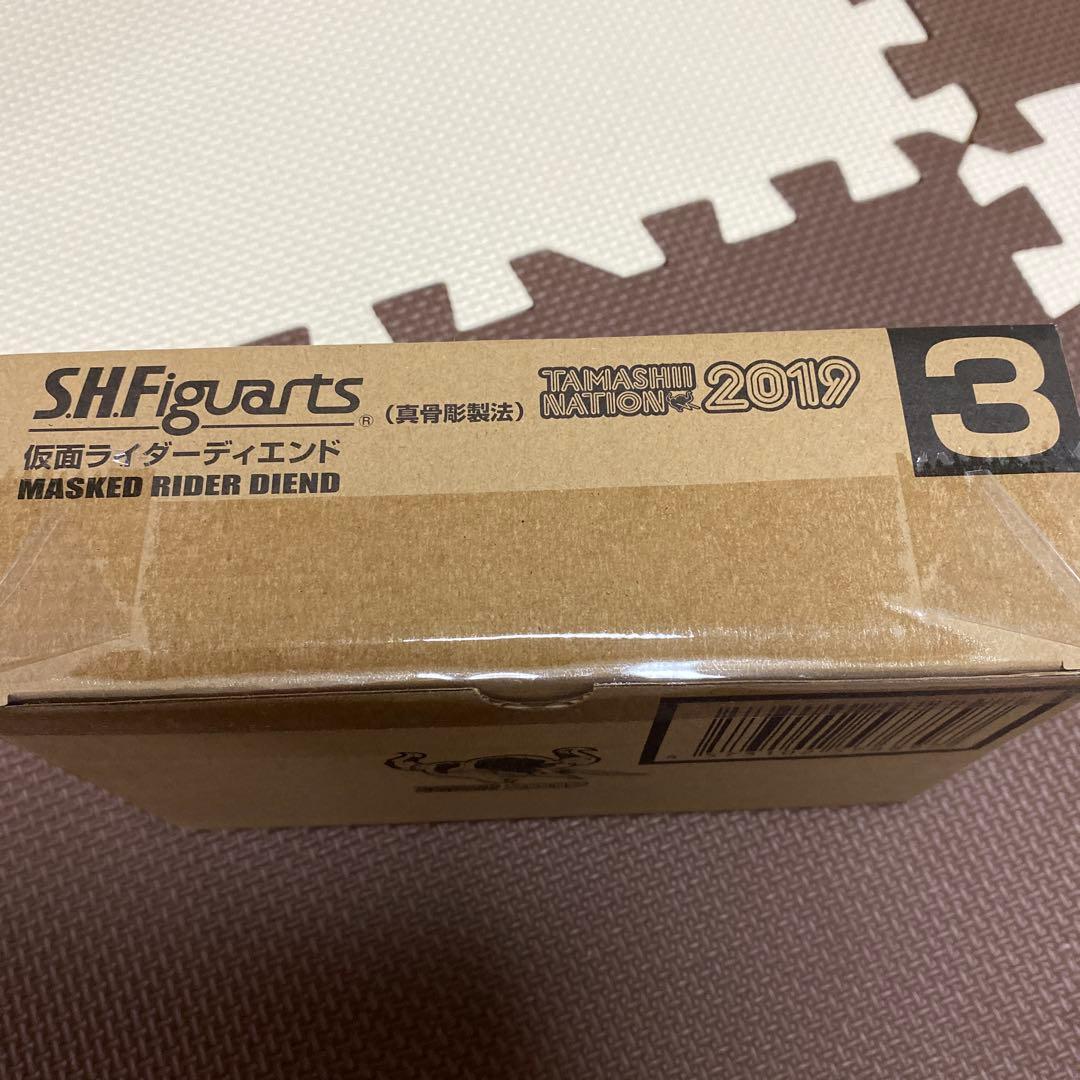 S.H.Figuarts®
(真骨彫製法)
仮面ライダーディエンド
MASKED RIDER DIEND
TAMASHII
NATION
2019
3